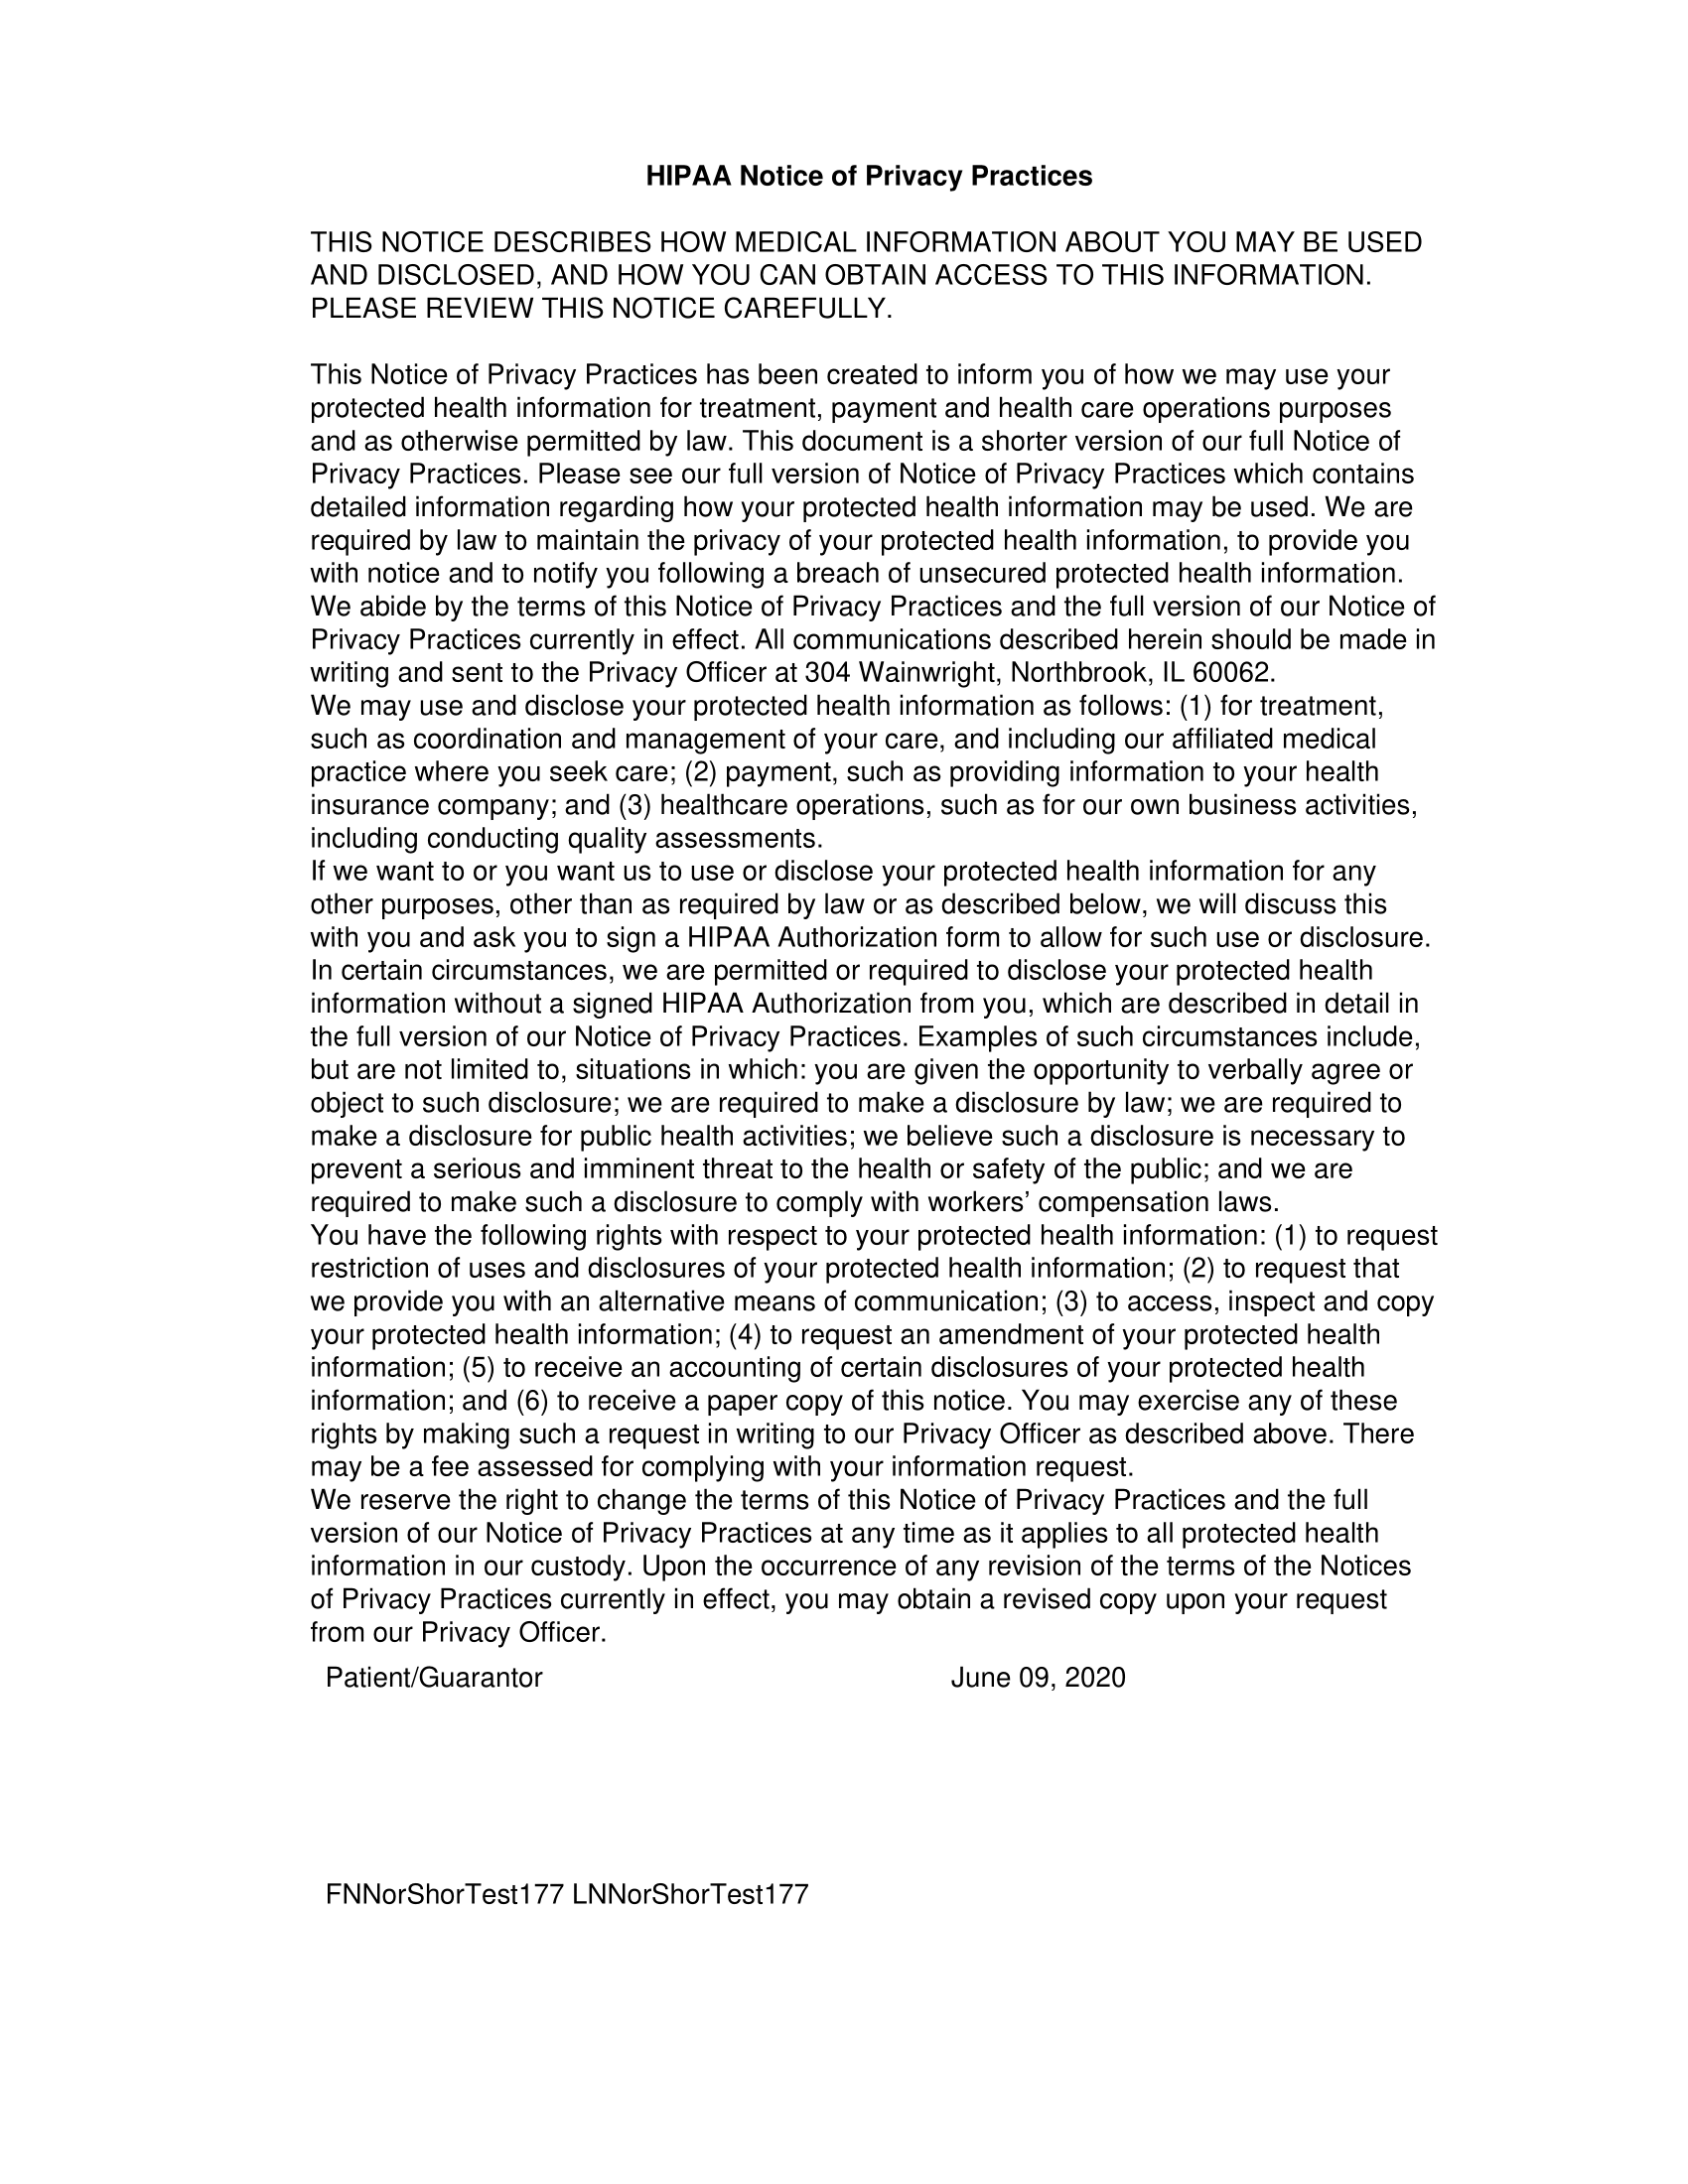 HIPAA Notice of Privacy Practices
THIS NOTICE DESCRIBES HOW MEDICAL INFORMATION ABOUT YOU MAY BE USED
AND DISCLOSED, AND HOW YOU CAN OBTAIN ACCESS TO THIS INFORMATION.
PLEASE REVIEW THIS NOTICE CAREFULLY.
This Notice of Privacy Practices has been created to inform you of how we may use your
protected health information for treatment, payment and health care operations purposes
and as otherwise permitted by law. This document is a shorter version of our full Notice of
Privacy Practices. Please see our full version of Notice of Privacy Practices which contains
detailed information regarding how your protected health information may be used. We are
required by law to maintain the privacy of your protected health information, to provide you
with notice and to notify you following a breach of unsecured protected health information.
We abide by the terms of this Notice of Privacy Practices and the full version of our Notice of
Privacy Practices currently in effect. All communications described herein should be made in
writing and sent to the Privacy Officer at 304 Wainwright, Northbrook, IL 60062.
We may use and disclose your protected health information as follows: (1) for treatment,
such as coordination and management of your care, and including our affiliated medical
practice where you seek care; (2) payment, such as providing information to your health
insurance company; and (3) healthcare operations, such as for our own business activities,
including conducting quality assessments.
If we want to or you want us to use or disclose your protected health information for any
other purposes, other than as required by law or as described below, we will discuss this
with you and ask you to sign a HIPAA Authorization form to allow for such use or disclosure.
In certain circumstances, we are permitted or required to disclose your protected health
information without a signed HIPAA Authorization from you, which are described in detail in
the full version of our Notice of Privacy Practices. Examples of such circumstances include,
but are not limited to, situations in which: you are given the opportunity to verbally agree or
object to such disclosure; we are required to make a disclosure by law; we are required to
make a disclosure for public health activities; we believe such a disclosure is necessary to
prevent a serious and imminent threat to the health or safety of the public; and we are
required to make such a disclosure to comply with workers’ compensation laws.
You have the following rights with respect to your protected health information: (1) to request
restriction of uses and disclosures of your protected health information; (2) to request that
we provide you with an alternative means of communication; (3) to access, inspect and copy
your protected health information; (4) to request an amendment of your protected health
information; (5) to receive an accounting of certain disclosures of your protected health
information; and (6) to receive a paper copy of this notice. You may exercise any of these
rights by making such a request in writing to our Privacy Officer as described above. There
may be a fee assessed for complying with your information request.
We reserve the right to change the terms of this Notice of Privacy Practices and the full
version of our Notice of Privacy Practices at any time as it applies to all protected health
information in our custody. Upon the occurrence of any revision of the terms of the Notices
of Privacy Practices currently in effect, you may obtain a revised copy upon your request
from our Privacy Officer.
Patient/Guarantor June 09, 2020
FNNorShorTest177 LNNorShorTest177